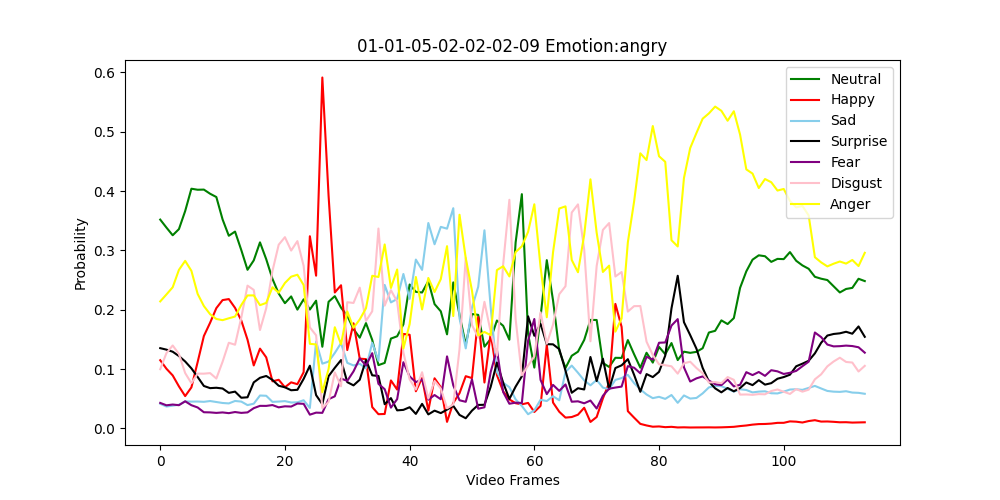 01-01-05-02-02-02-09 Emotion:angry
Probability
0.6
0.5
0.4
0.3
0.2
0.1
0.0
0 20 40 60 80 100
Video Frames
Neutral
Happy
Sad
Surprise
Fear
Disgust
Anger